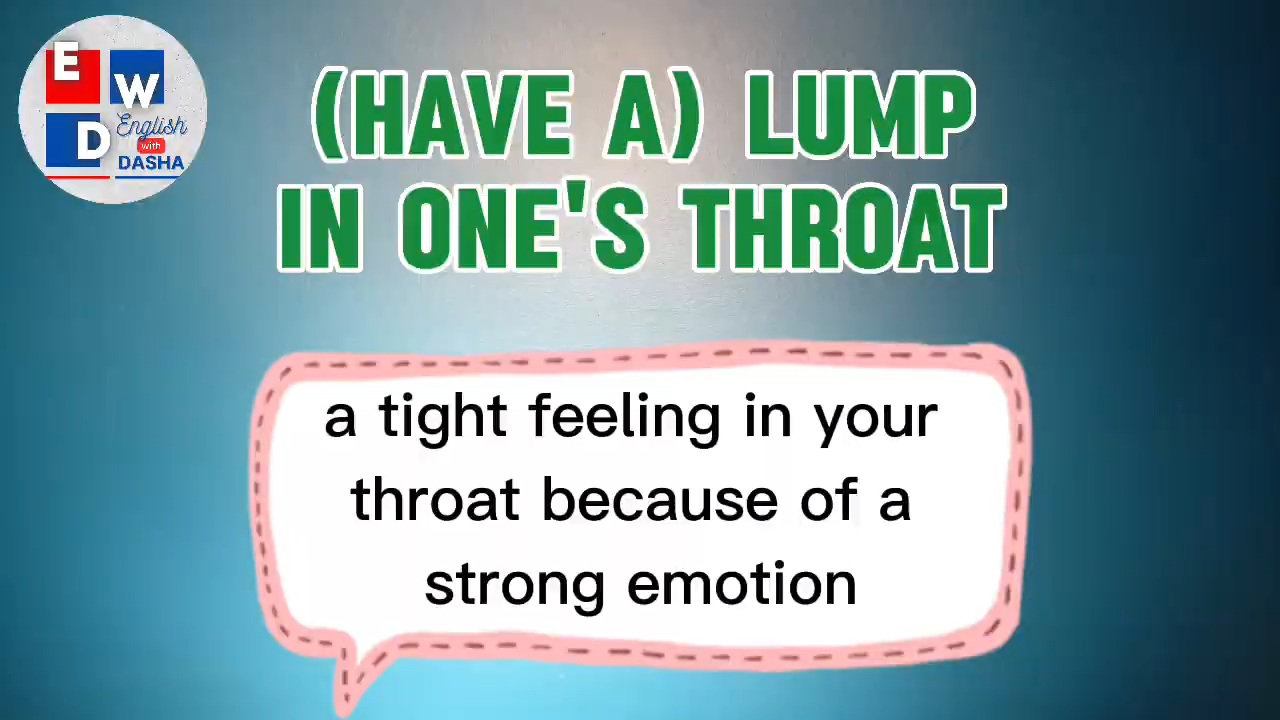 E
W
D
English
with
DASHA
(HAVE A) LUMP
IN ONE'S THROAT
a tight feeling in your
throat because of a
strong emotion